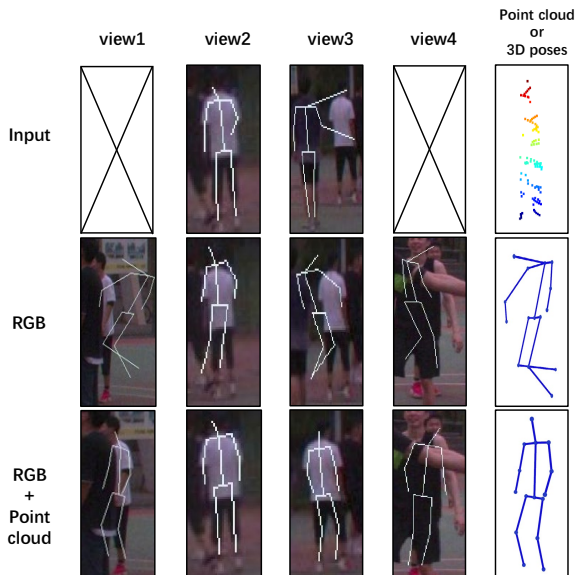 Point cloud
or
3D poses
view1 view2 view3 view4
Input
RGB
RGB
+
Point
cloud